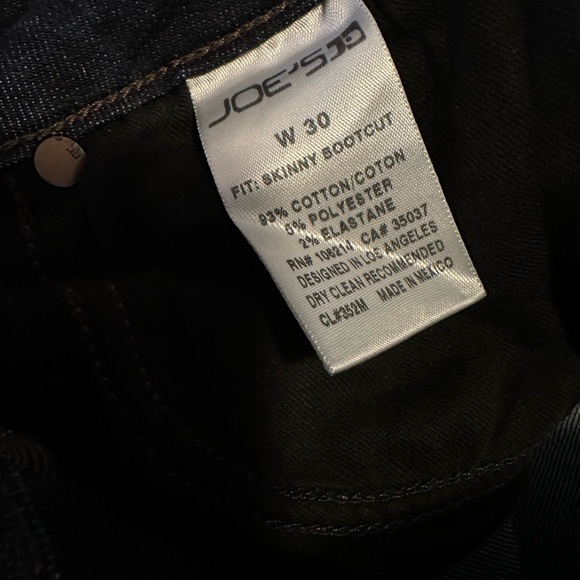 JOE'S
W 30
FIT: SKINNY BOOTCUT
93% COTTON/COTON
5% POLYESTER
2% ELASTANE
RN# 106214 CA# 35037
DESIGNED IN LOS ANGELES
DRY CLEAN RECOMMENDED
CL#352M MADE IN MEXICO